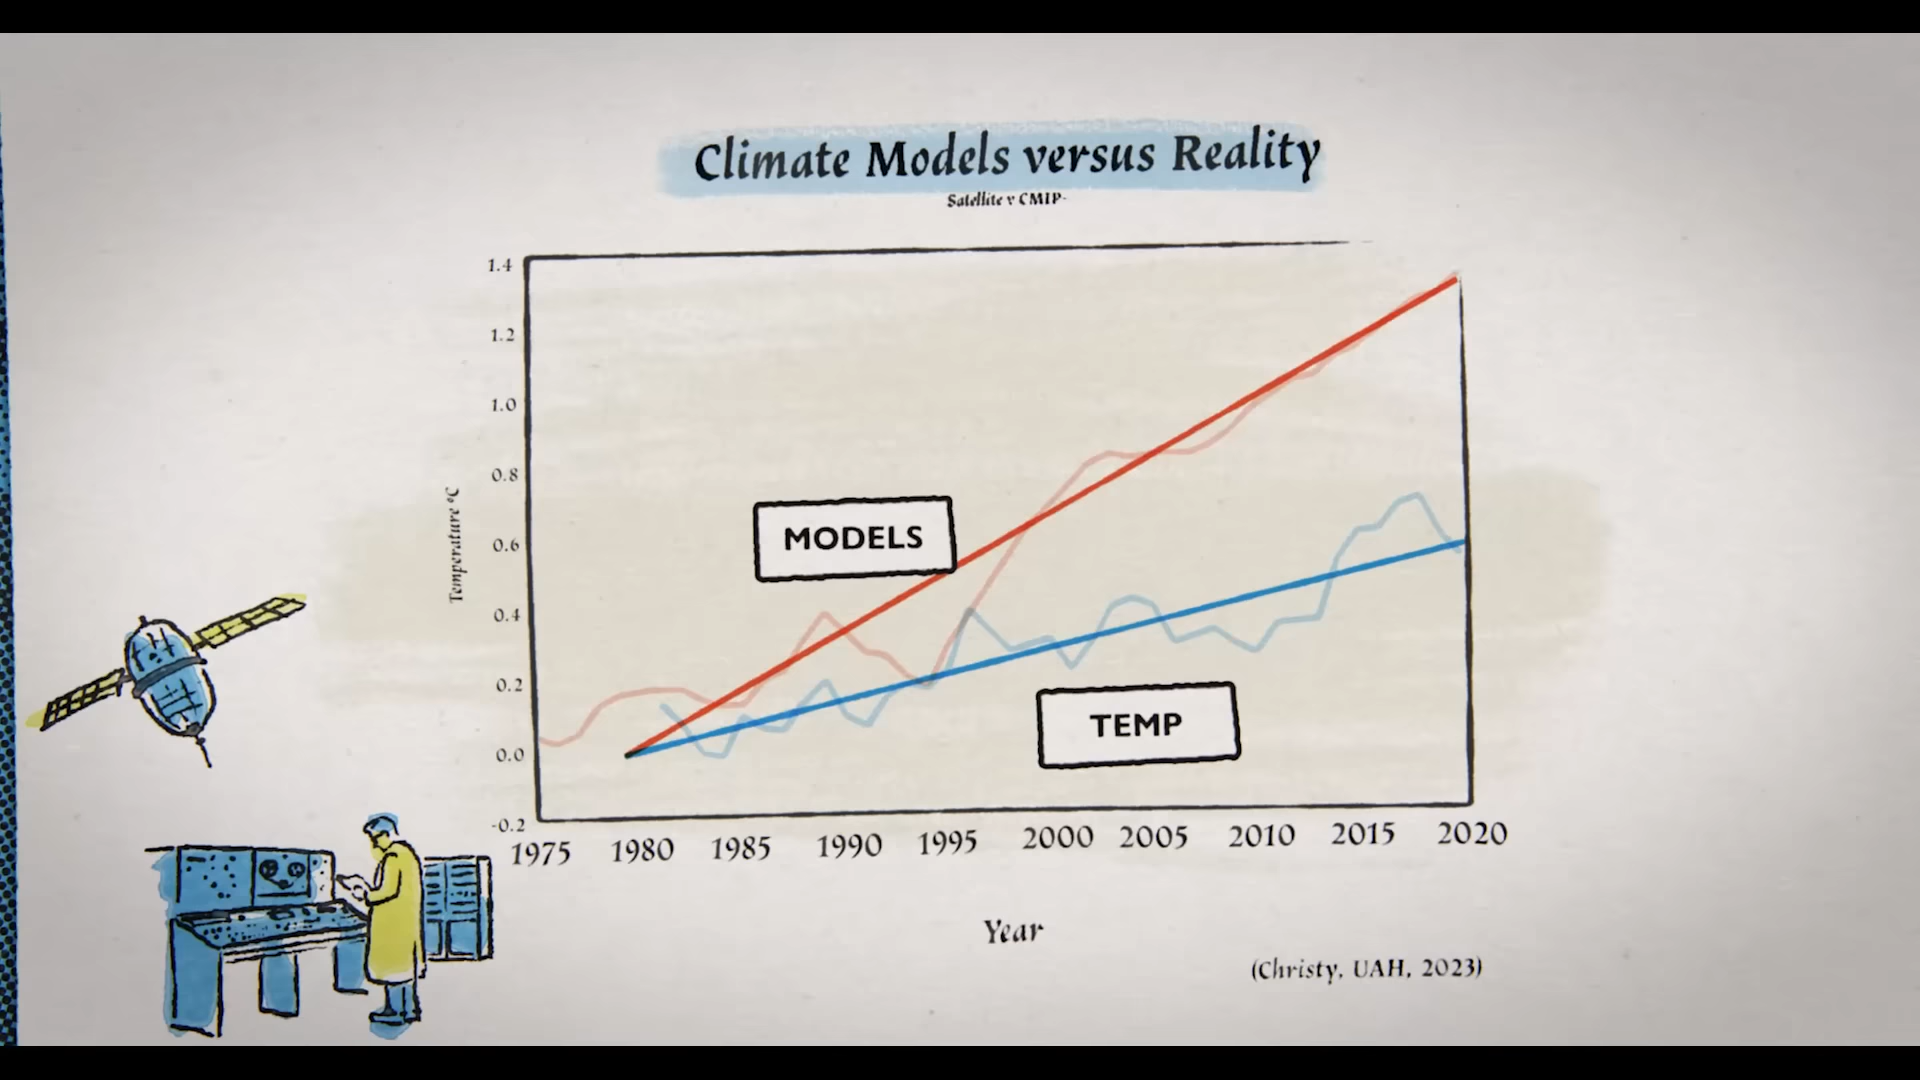 Climate Models versus Reality
Satellite v CMIP-
1.4
1.2
1.0
0.8
0.6
0.4
0.2
0.0
-0.2
Temperature °C
MODELS
TEMP
1975 1980 1985 1990 1995 2000 2005 2010 2015 2020
Year
(Christy, UAH, 2023)